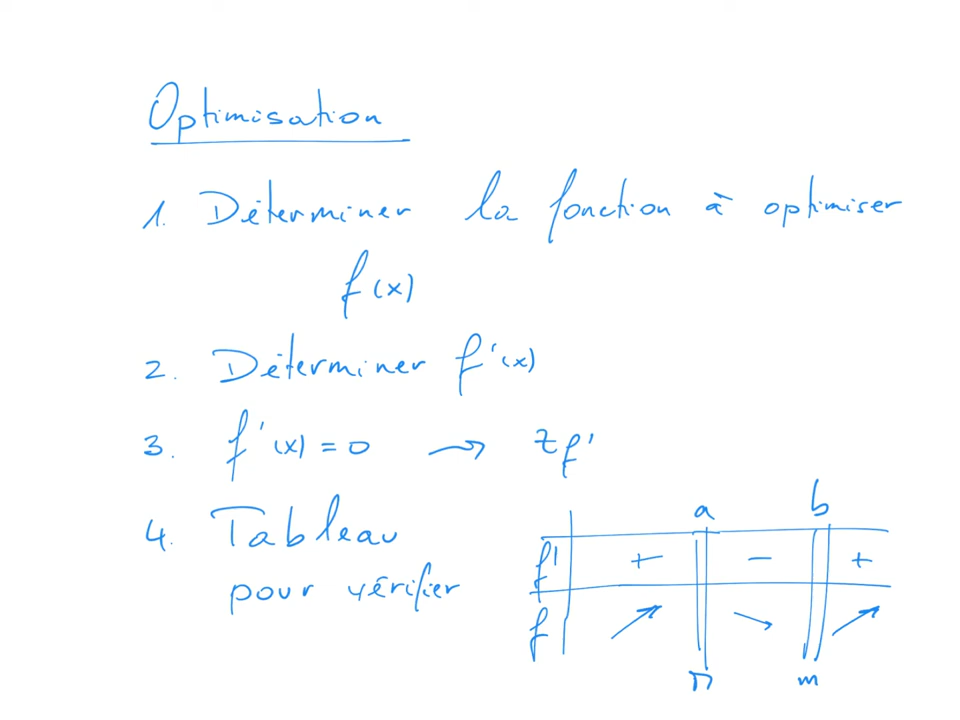 Optimisation
1. Déterminer la fonction à optimiser
f(x)
2. Déterminer f'(x)
3. f'(x) = 0 → Zf'
4. Tableau
pour vérifier
a b
f' + - +
f ↗ ↘ ↗
M m